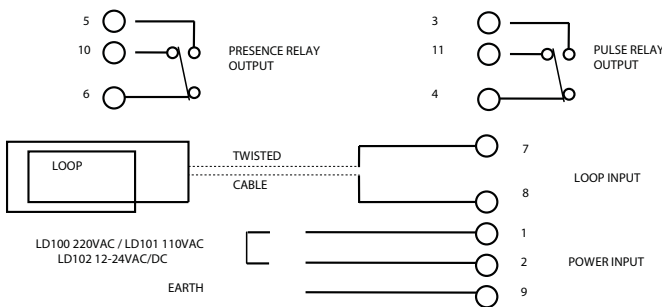 5
10
6
PRESENCE RELAY
OUTPUT
3
11
4
PULSE RELAY
OUTPUT
LOOP
TWISTED
CABLE
7
8
LOOP INPUT
LD100 220VAC / LD101 110VAC
LD102 12-24VAC/DC
EARTH
1
2
9
POWER INPUT